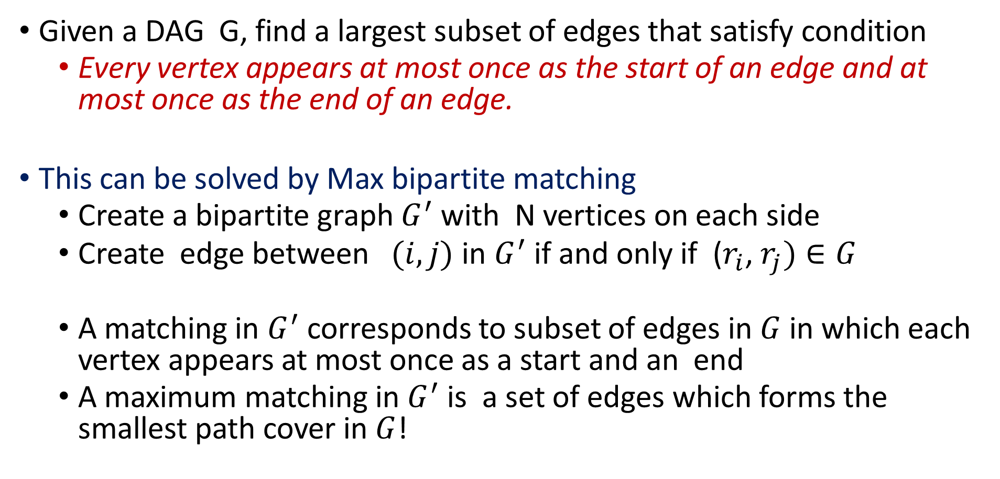 • Given a DAG G, find a largest subset of edges that satisfy condition
• Every vertex appears at most once as the start of an edge and at
most once as the end of an edge.
• This can be solved by Max bipartite matching
• Create a bipartite graph G′ with N vertices on each side
• Create edge between (i, j) in G′ if and only if (rᵢ, rⱼ) ∈ G
• A matching in G′ corresponds to subset of edges in G in which each
vertex appears at most once as a start and an end
• A maximum matching in G′ is a set of edges which forms the
smallest path cover in G!